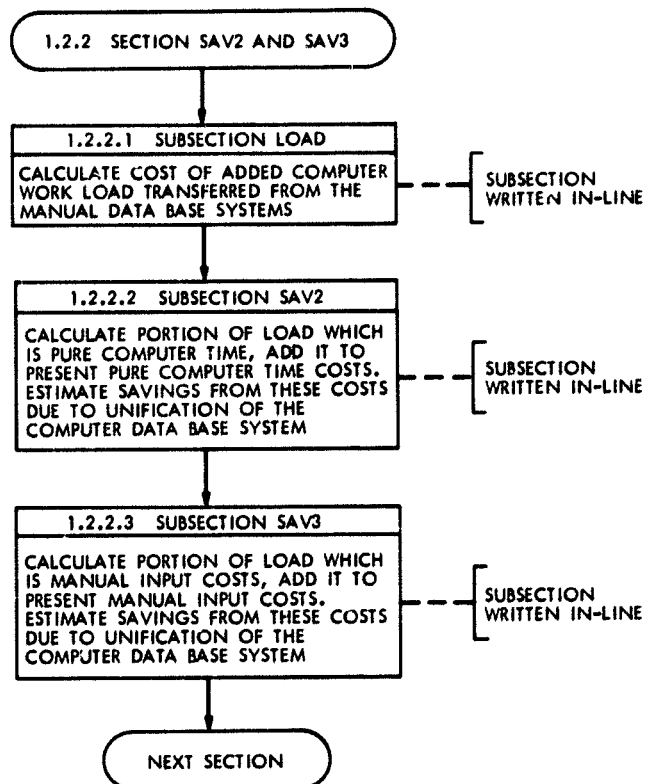 1.2.2 SECTION SAV2 AND SAV3
1.2.2.1 SUBSECTION LOAD
CALCULATE COST OF ADDED COMPUTER
WORK LOAD TRANSFERRED FROM THE
MANUAL DATA BASE SYSTEMS
SUBSECTION
WRITTEN IN-LINE
1.2.2.2 SUBSECTION SAV2
CALCULATE PORTION OF LOAD WHICH
IS PURE COMPUTER TIME, ADD IT TO
PRESENT PURE COMPUTER TIME COSTS.
ESTIMATE SAVINGS FROM THESE COSTS
DUE TO UNIFICATION OF THE
COMPUTER DATA BASE SYSTEM
SUBSECTION
WRITTEN IN-LINE
1.2.2.3 SUBSECTION SAV3
CALCULATE PORTION OF LOAD WHICH
IS MANUAL INPUT COSTS, ADD IT TO
PRESENT MANUAL INPUT COSTS.
ESTIMATE SAVINGS FROM THESE COSTS
DUE TO UNIFICATION OF THE
COMPUTER DATA BASE SYSTEM
SUBSECTION
WRITTEN IN-LINE
NEXT SECTION